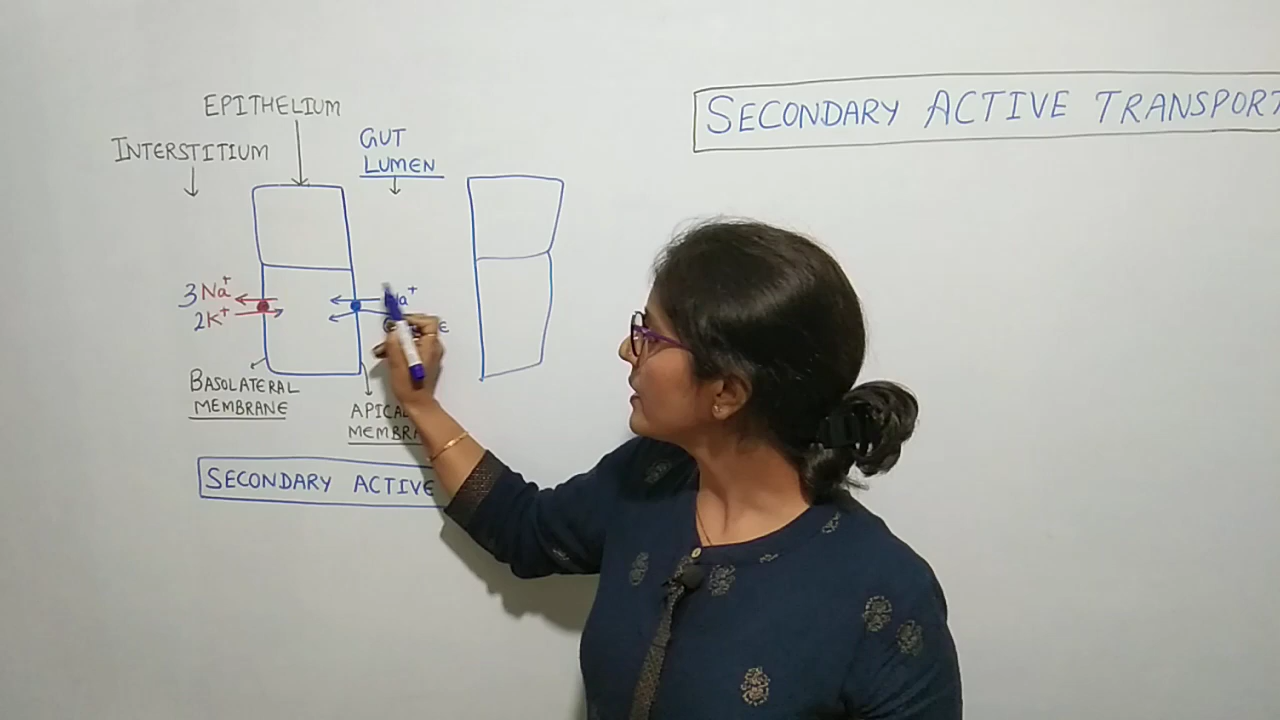 EPITHELIUM
INTERSTITIUM
GUT
LUMEN
SECONDARY ACTIVE TRANSPORT
3Na+
2K+
BASOLATERAL
MEMBRANE
SECONDARY ACTIVE